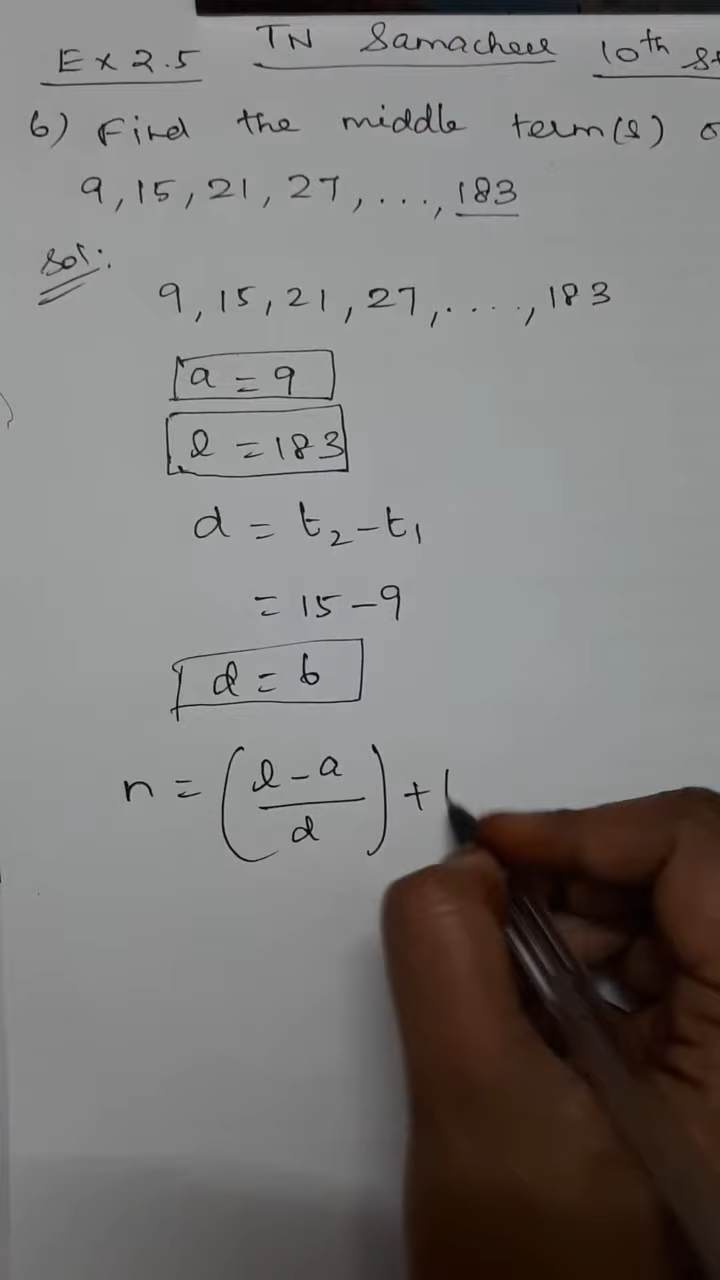 Ex 2.5 TN Samacheer 10th St
6) Find the middle term(s) o
9, 15, 21, 27, ..., 183
Sol:
9, 15, 21, 27, ...., 183
a = 9
l = 183
d = t₂ - t₁
= 15 - 9
d = 6
n = (l - a / d) + 1